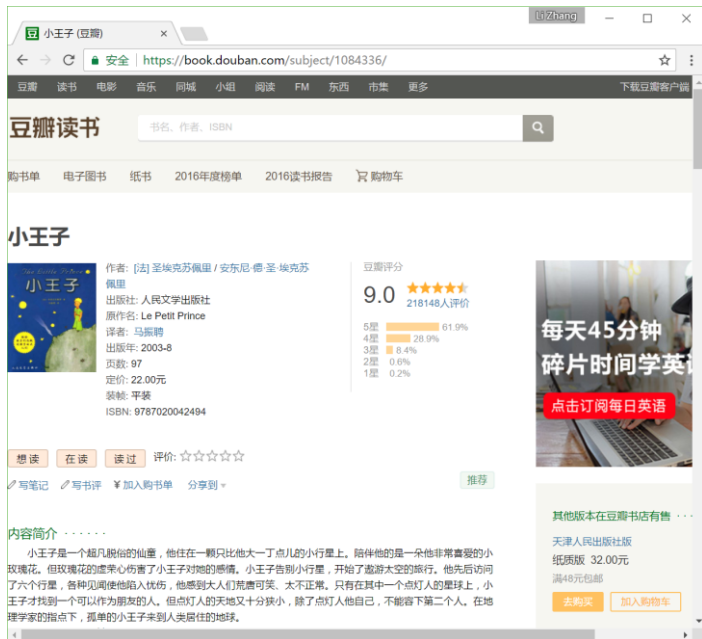 Li Zhang
小王子 (豆瓣)
安全 https://book.douban.com/subject/1084336/
豆瓣 读书 电影 音乐 同城 小组 阅读 FM 东西 市集 更多 下载豆瓣客户端
豆瓣读书 书名、作者、ISBN
购书单 电子图书 纸书 2016年度榜单 2016读书报告 购物车
小王子
小王子
作者: [法] 圣埃克苏佩里 / 安东尼·德·圣-埃克苏
佩里
出版社: 人民文学出版社
原作名: Le Petit Prince
译者: 马振骋
出版年: 2003-8
页数: 97
定价: 22.00元
装帧: 平装
ISBN: 9787020042494
豆瓣评分
9.0
218148人评价
5星 61.9%
4星 28.9%
3星 8.4%
2星 0.6%
1星 0.2%
每天45分钟
碎片时间学英语
点击订阅每日英语
想读 在读 读过 评价:
写笔记 写书评 ¥加入购书单 分享到
推荐
内容简介 · · · · · ·
小王子是一个超凡脱俗的仙童，他住在一颗只比他大一丁点儿的小行星上。陪伴他的是一朵他非常喜爱的小
玫瑰花。但玫瑰花的虚荣心伤害了小王子对她的感情。小王子告别小行星，开始了遨游太空的旅行。他先后访问
了六个行星，各种见闻使他陷入忧伤，他感到大人们荒唐可笑、太不正常。只有在其中一个点灯人的星球上，小
王子才找到一个可以作为朋友的人。但点灯人的天地又十分狭小，除了点灯人他自己，不能容下第二个人。在地
理学家的指点下，孤单的小王子来到人类居住的地球。
其他版本在豆瓣书店有售 · · ·
天津人民出版社版
纸质版 32.00元
满48元包邮
去购买 加入购物车